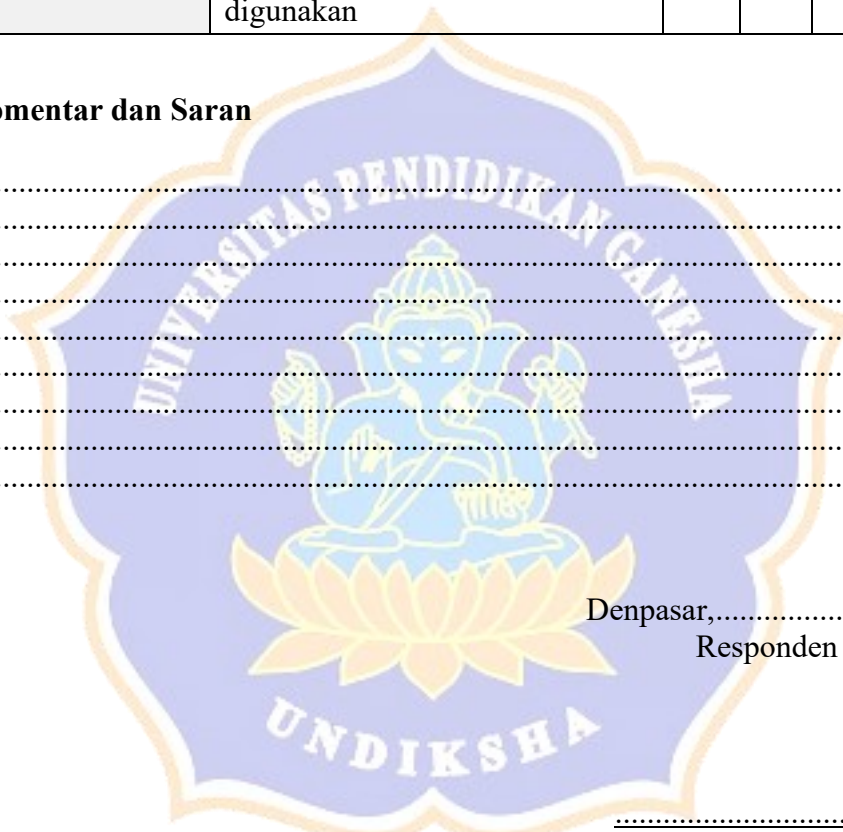 digunakan
omentar dan Saran
....................................................................................................
....................................................................................................
....................................................................................................
....................................................................................................
....................................................................................................
....................................................................................................
....................................................................................................
....................................................................................................
....................................................................................................
UNIVERSITAS PENDIDIKAN GANESHA
Denpasar,................
Responden
UNDIKSHA
.............................